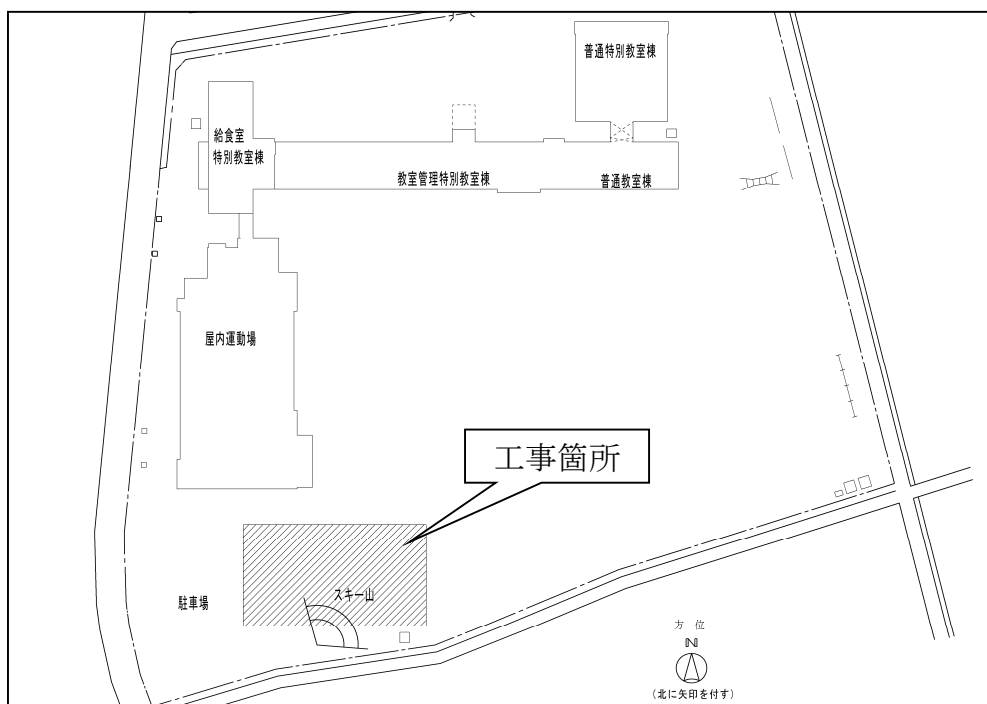 普通特別教室棟
給食室
特別教室棟
教室管理特別教室棟
普通教室棟
屋内運動場
工事箇所
スキー山
駐車場
方 位
N
(北に矢印を付す)